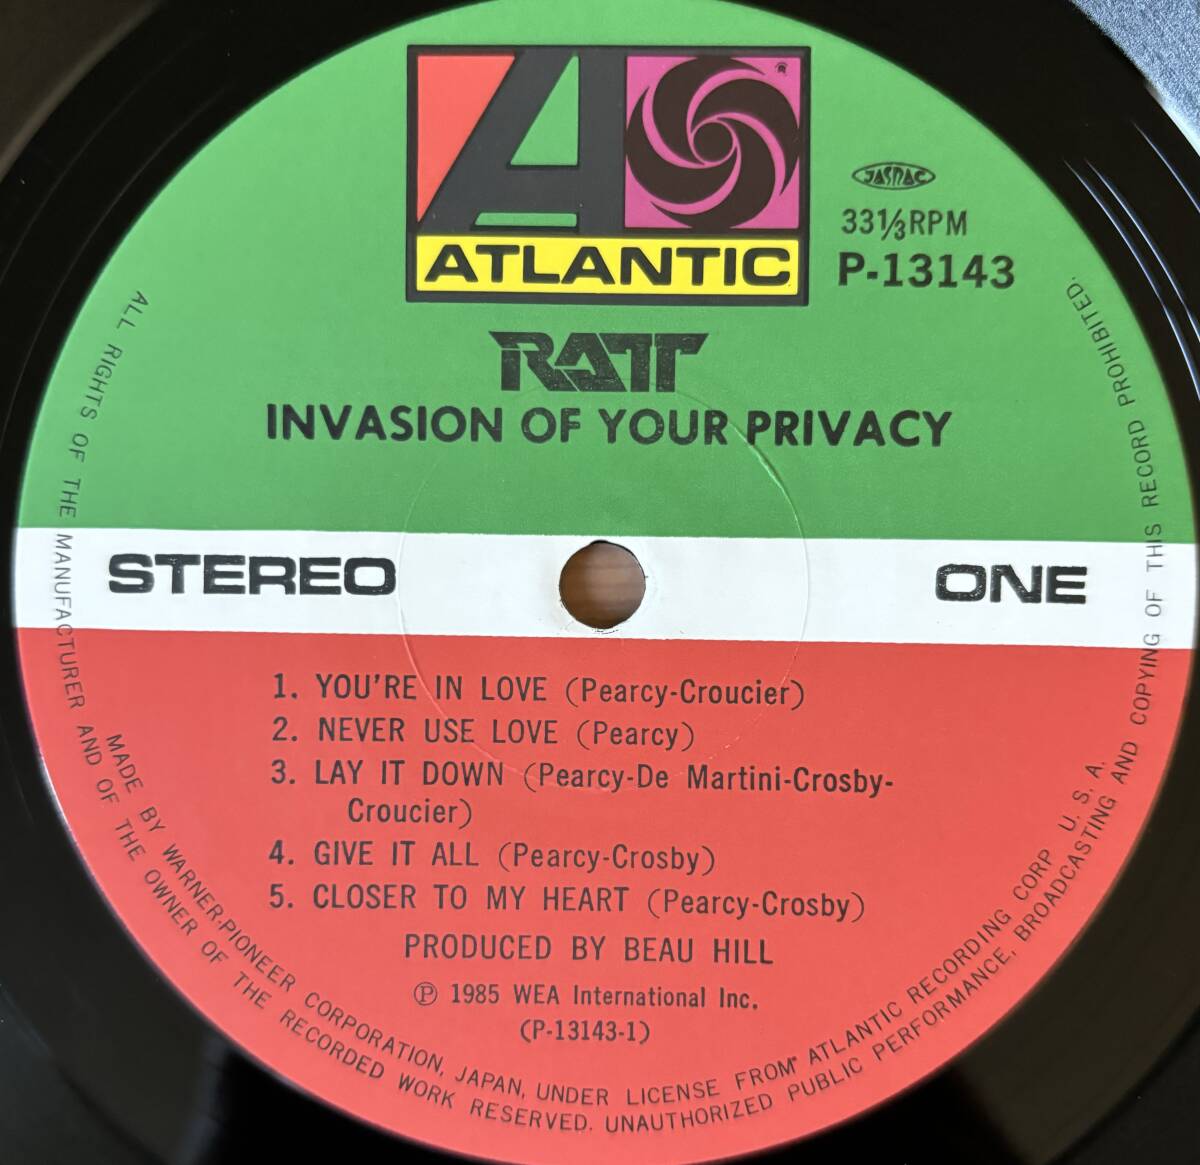 ATLANTIC
JASRAC
33⅓RPM
P-13143
RATT
INVASION OF YOUR PRIVACY
STEREO
ONE
1. YOU'RE IN LOVE (Pearcy-Croucier)
2. NEVER USE LOVE (Pearcy)
3. LAY IT DOWN (Pearcy-De Martini-Crosby-
Croucier)
4. GIVE IT ALL (Pearcy-Crosby)
5. CLOSER TO MY HEART (Pearcy-Crosby)
PRODUCED BY BEAU HILL
Ⓟ 1985 WEA International Inc.
(P-13143-1)
MADE BY WARNER-PIONEER CORPORATION, JAPAN, UNDER LICENSE FROM ATLANTIC RECORDING CORP. U. S. A.
ALL RIGHTS OF THE MANUFACTURER AND OF THE OWNER OF THE RECORDED WORK RESERVED. UNAUTHORIZED PUBLIC PERFORMANCE, BROADCASTING AND COPYING OF THIS RECORD PROHIBITED.